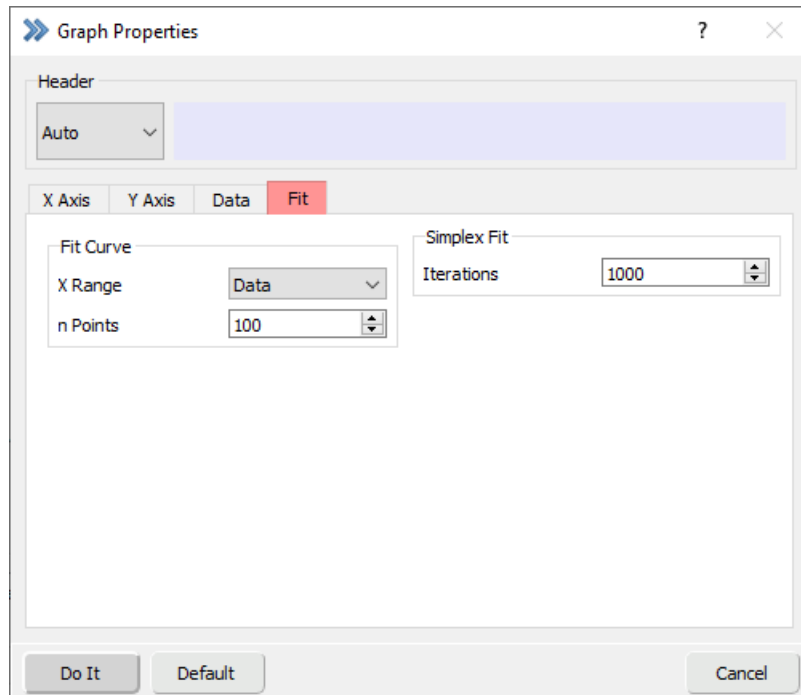 Graph Properties ?
Header
Auto
X Axis Y Axis Data Fit
Fit Curve
X Range Data
n Points 100
Simplex Fit
Iterations 1000
Do It Default Cancel